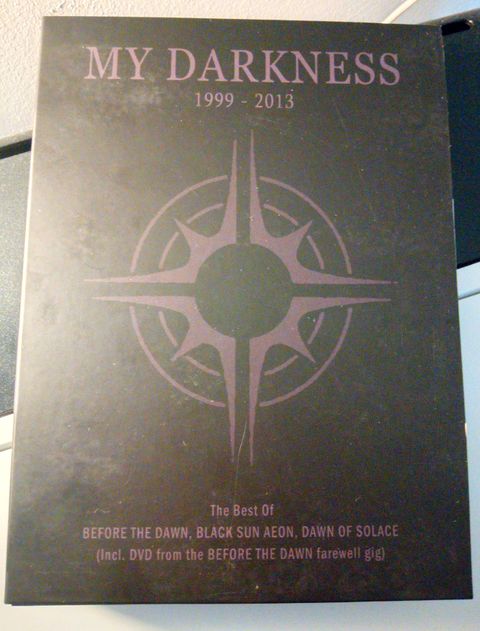 MY DARKNESS
1999 - 2013
The Best Of
BEFORE THE DAWN, BLACK SUN AEON, DAWN OF SOLACE
(Incl. DVD from the BEFORE THE DAWN farewell gig)